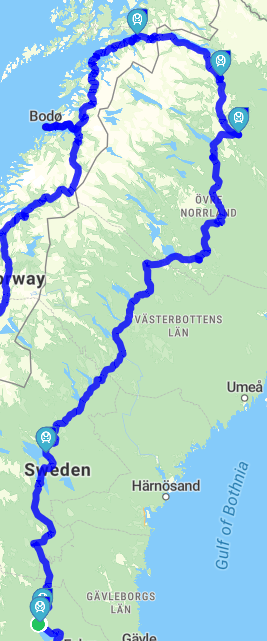 Bodø
ÖVRE
NORRLAND
rway
VÄSTERBOTTENS
LÄN
Umeå
Sweden
Härnösand
Gulf of Bothnia
GÄVLEBORGS
LÄN
Gävle